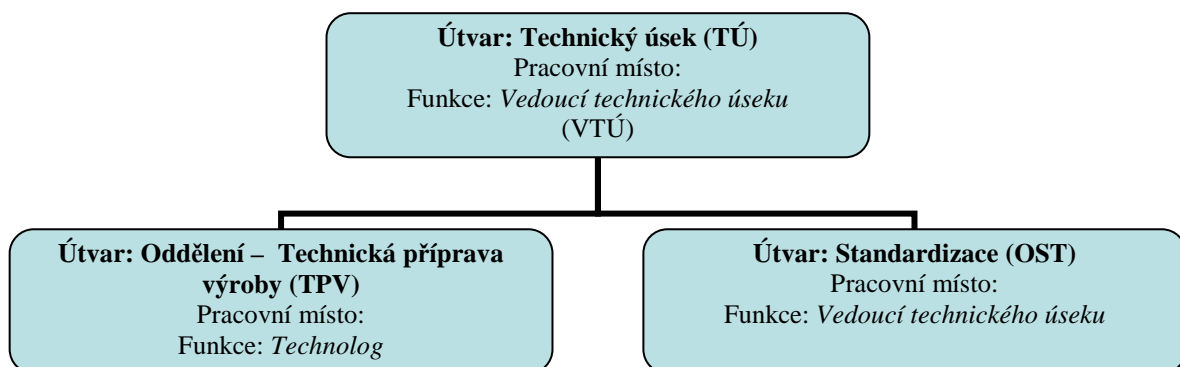 Útvar: Technický úsek (TÚ)
Pracovní místo:
Funkce: Vedoucí technického úseku
(VTÚ)
Útvar: Oddělení – Technická příprava
výroby (TPV)
Pracovní místo:
Funkce: Technolog
Útvar: Standardizace (OST)
Pracovní místo:
Funkce: Vedoucí technického úseku